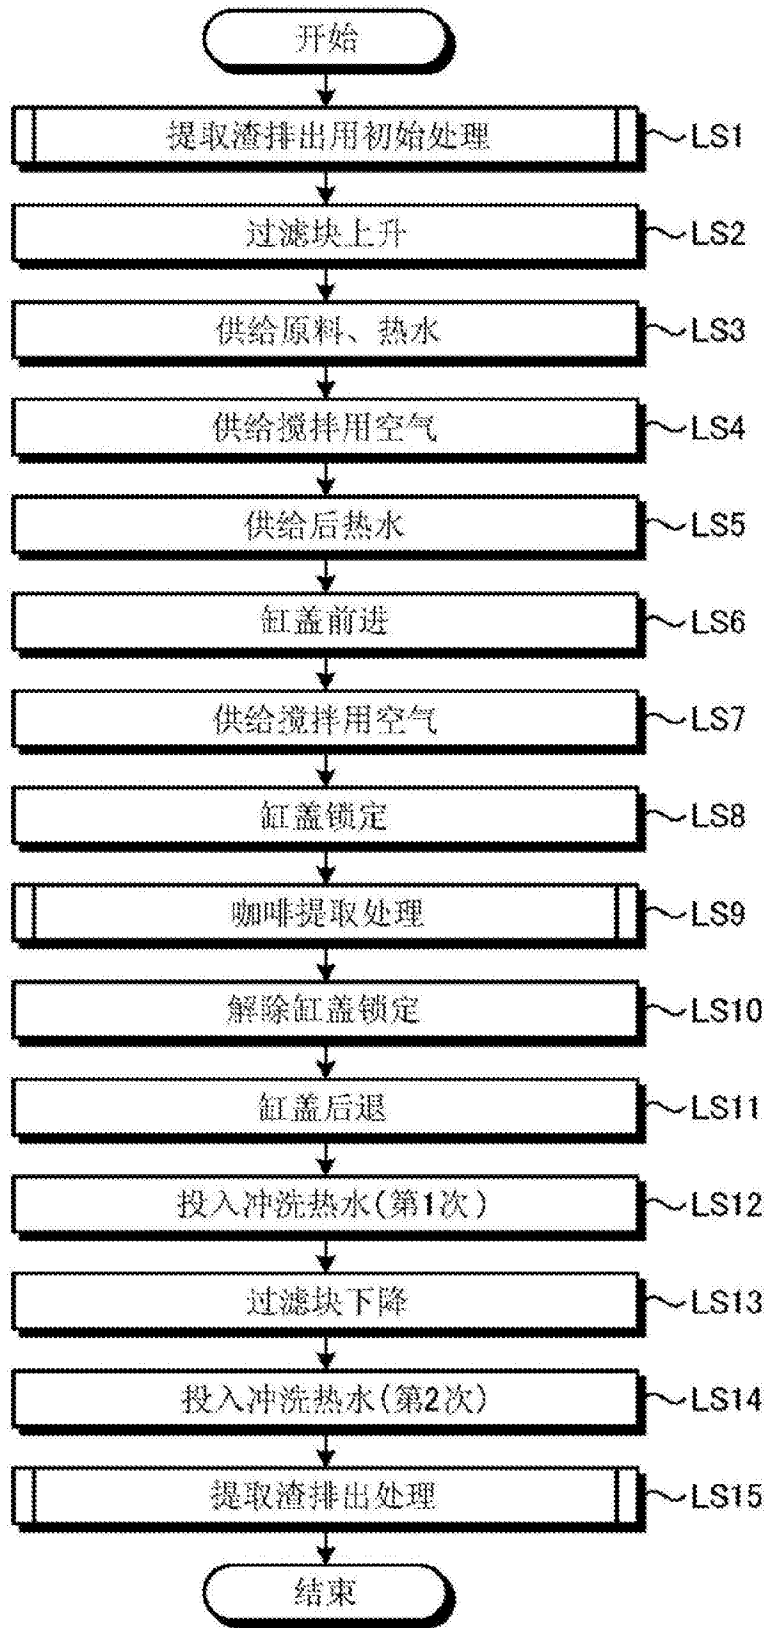 开始
提取渣排出用初始处理 LS1
过滤块上升 LS2
供给原料、热水 LS3
供给搅拌用空气 LS4
供给后热水 LS5
缸盖前进 LS6
供给搅拌用空气 LS7
缸盖锁定 LS8
咖啡提取处理 LS9
解除缸盖锁定 LS10
缸盖后退 LS11
投入冲洗热水(第1次) LS12
过滤块下降 LS13
投入冲洗热水(第2次) LS14
提取渣排出处理 LS15
结束